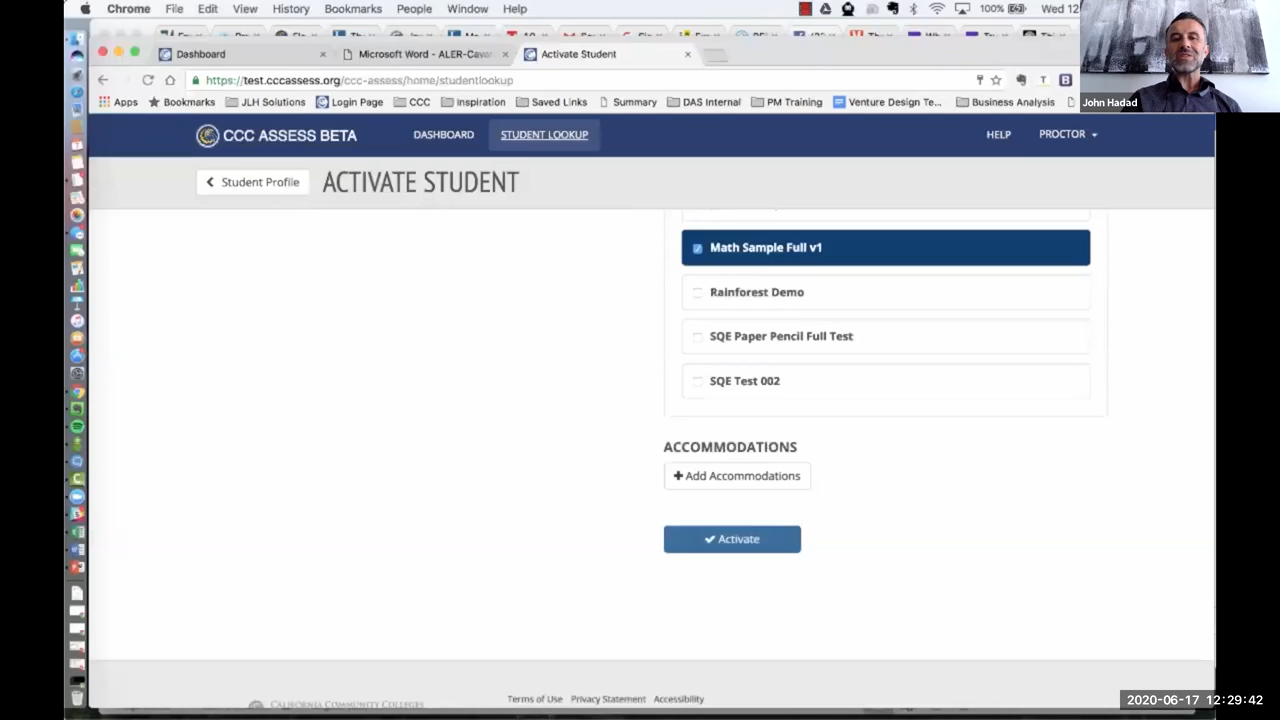 Chrome File Edit View History Bookmarks People Window Help 100% Wed 12
Dashboard × Microsoft Word - ALER-Cava × Activate Student ×
https://test.cccassess.org/ccc-assess/home/studentlookup
Apps Bookmarks JLH Solutions Login Page CCC Inspiration Saved Links Summary DAS Internal PM Training Venture Design Te... Business Analysis
John Hadad
CCC ASSESS BETA DASHBOARD STUDENT LOOKUP HELP PROCTOR
Student Profile ACTIVATE STUDENT
Math Sample Full v1
Rainforest Demo
SQE Paper Pencil Full Test
SQE Test 002
ACCOMMODATIONS
Add Accommodations
Activate
Terms of Use Privacy Statement Accessibility
CALIFORNIA COMMUNITY COLLEGES
2020-06-17 12:29:42